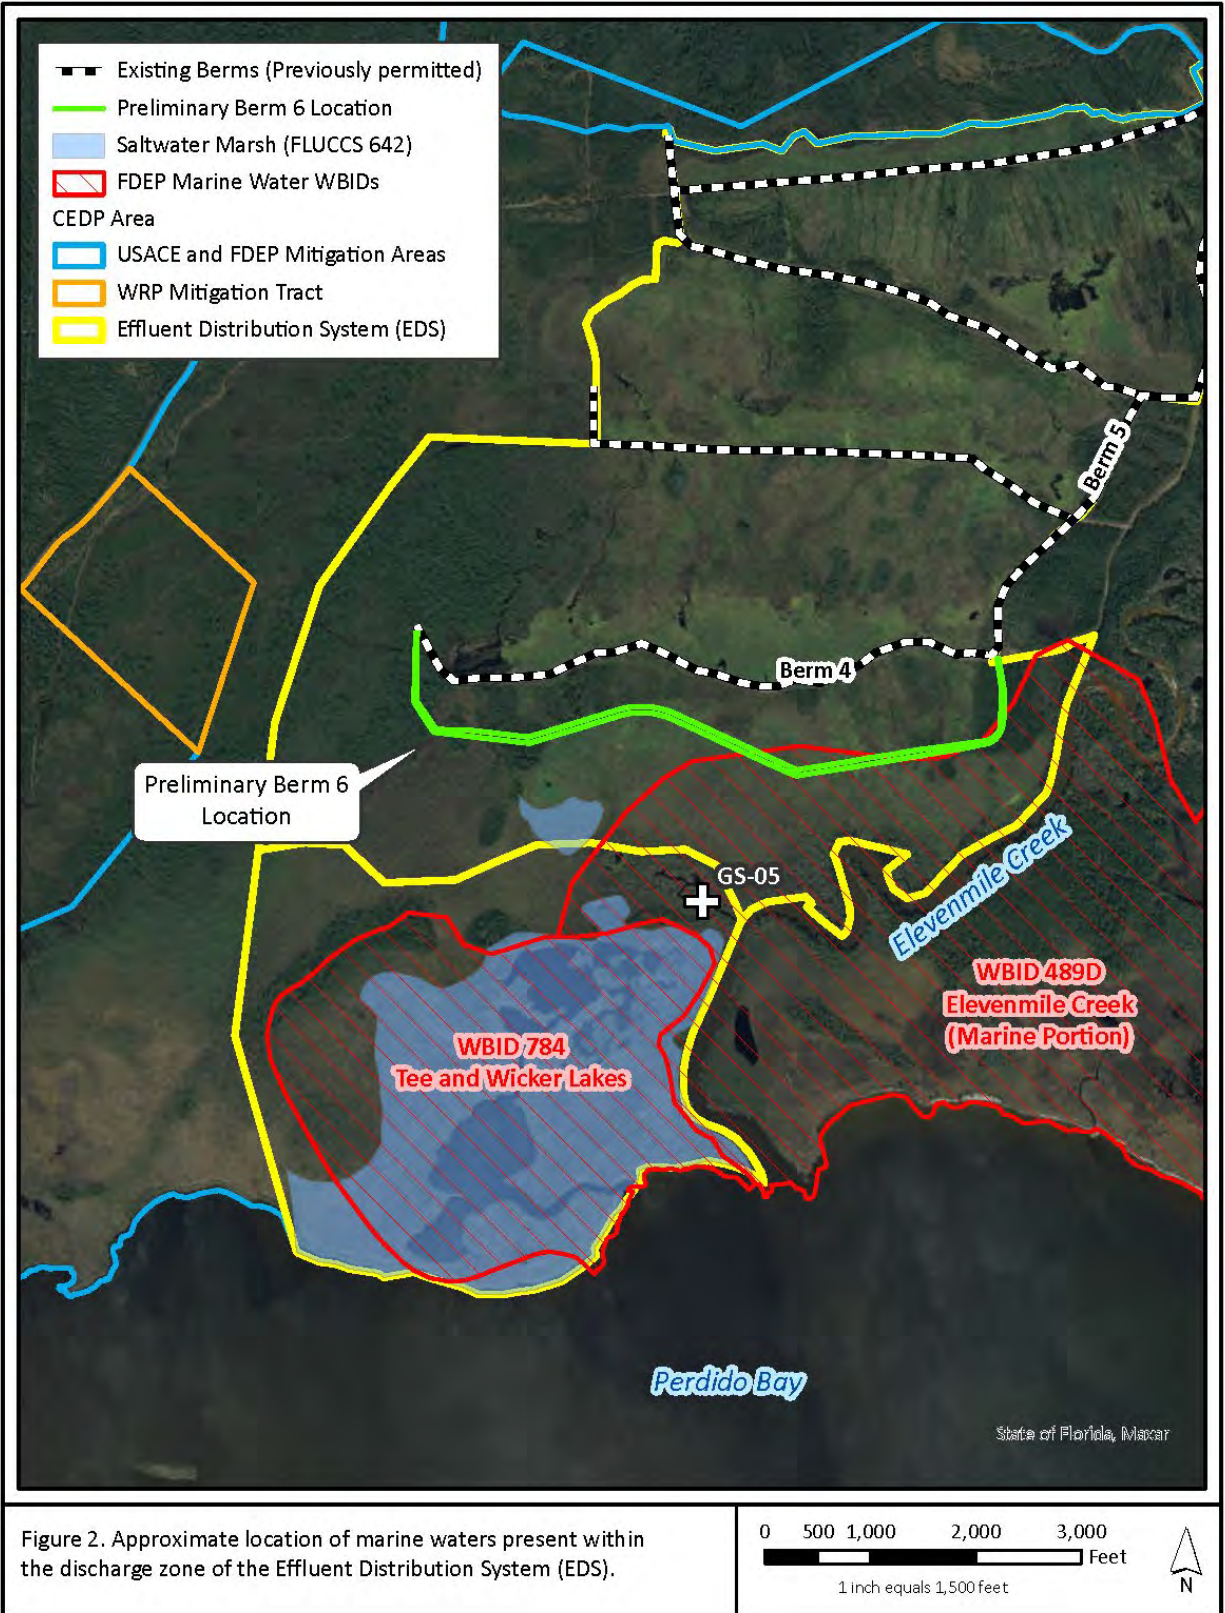 Existing Berms (Previously permitted)
Preliminary Berm 6 Location
Saltwater Marsh (FLUCCS 642)
FDEP Marine Water WBIDs
CEDP Area
USACE and FDEP Mitigation Areas
WRP Mitigation Tract
Effluent Distribution System (EDS)
Berm 5
Berm 4
Preliminary Berm 6
Location
GS-05
Elevenmile Creek
WBID 489D
Elevenmile Creek
(Marine Portion)
WBID 784
Tee and Wicker Lakes
Perdido Bay
State of Florida, Maxar
Figure 2. Approximate location of marine waters present within
the discharge zone of the Effluent Distribution System (EDS).
0 500 1,000 2,000 3,000
Feet
1 inch equals 1,500 feet
N